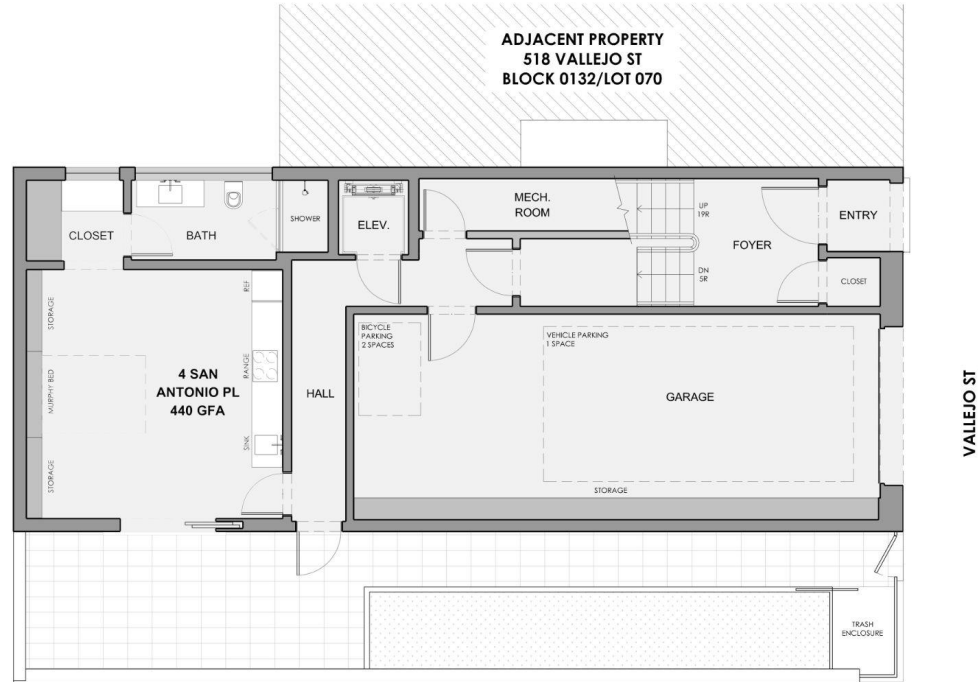 ADJACENT PROPERTY
518 VALLEJO ST
BLOCK 0132/LOT 070
CLOSET
BATH
SHOWER
ELEV.
MECH.
ROOM
UP
19R
DN
5R
FOYER
ENTRY
CLOSET
STORAGE
MURPHY BED
STORAGE
REF
RANGE
SINK
4 SAN
ANTONIO PL
440 GFA
HALL
BICYCLE
PARKING
2 SPACES
VEHICLE PARKING
1 SPACE
GARAGE
STORAGE
VALLEJO ST
TRASH
ENCLOSURE